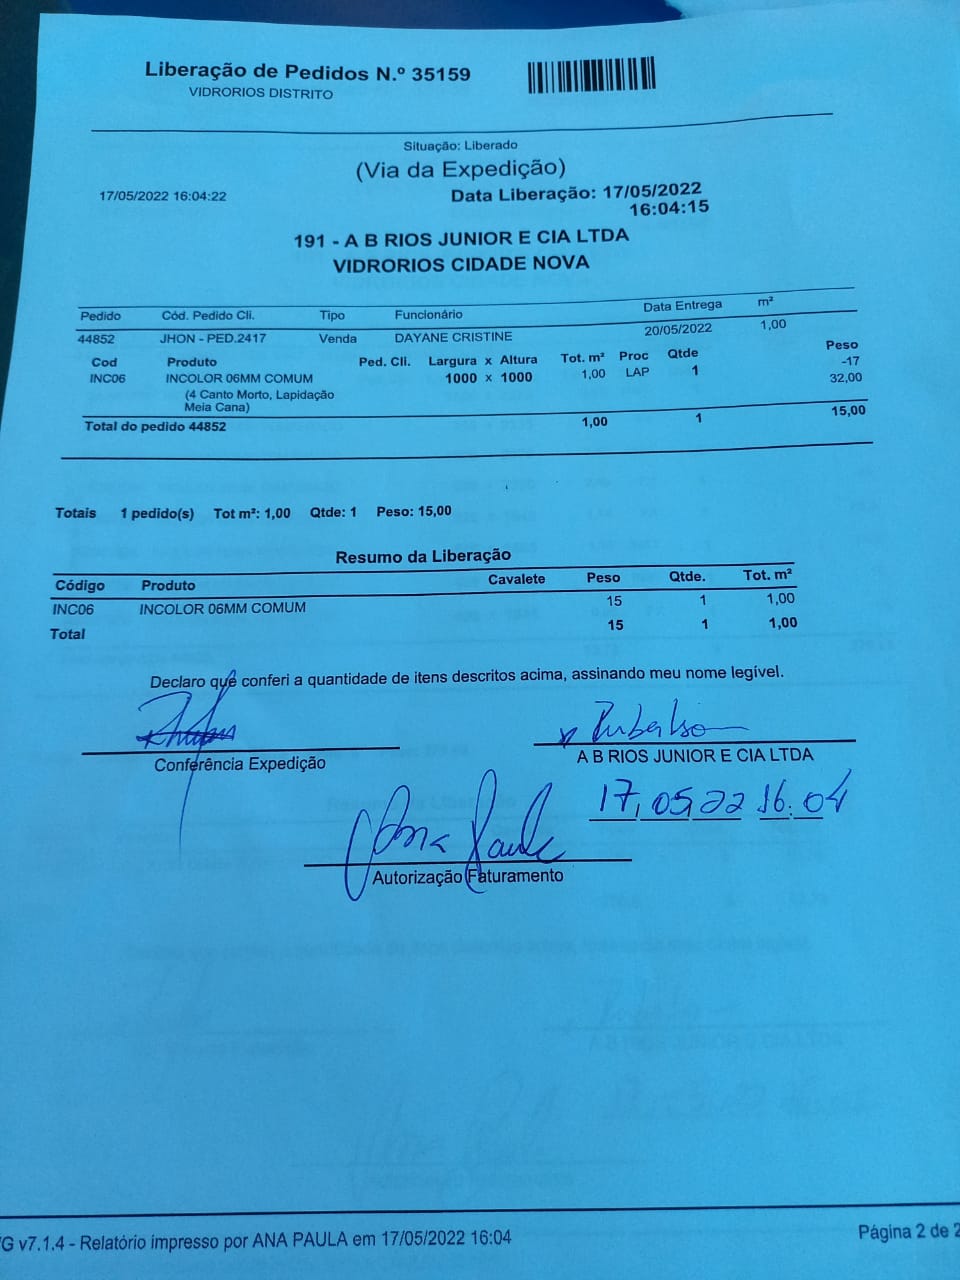 Liberação de Pedidos N.º 35159
VIDRORIOS DISTRITO
Situação: Liberado
(Via da Expedição)
17/05/2022 16:04:22 Data Liberação: 17/05/2022
16:04:15
191 - A B RIOS JUNIOR E CIA LTDA
VIDRORIOS CIDADE NOVA
Pedido Cód. Pedido Cli. Tipo Funcionário Data Entrega m²
44852 JHON - PED.2417 Venda DAYANE CRISTINE 20/05/2022 1,00
Cod Produto Ped. Cli. Largura x Altura Tot. m² Proc Qtde Peso
INC06 INCOLOR 06MM COMUM 1000 x 1000 1,00 LAP 1 -17
32,00
(4 Canto Morto, Lapidação
Meia Cana)
Total do pedido 44852 1,00 1 15,00
Totais 1 pedido(s) Tot m²: 1,00 Qtde: 1 Peso: 15,00
Resumo da Liberação
Código Produto Cavalete Peso Qtde. Tot. m²
INC06 INCOLOR 06MM COMUM 15 1 1,00
Total 15 1 1,00
Declaro que conferi a quantidade de itens descritos acima, assinando meu nome legível.
Conferência Expedição A B RIOS JUNIOR E CIA LTDA
17,05,22 16:04
Ana Paula
Autorização Faturamento
G v7.1.4 - Relatório impresso por ANA PAULA em 17/05/2022 16:04 Página 2 de 2